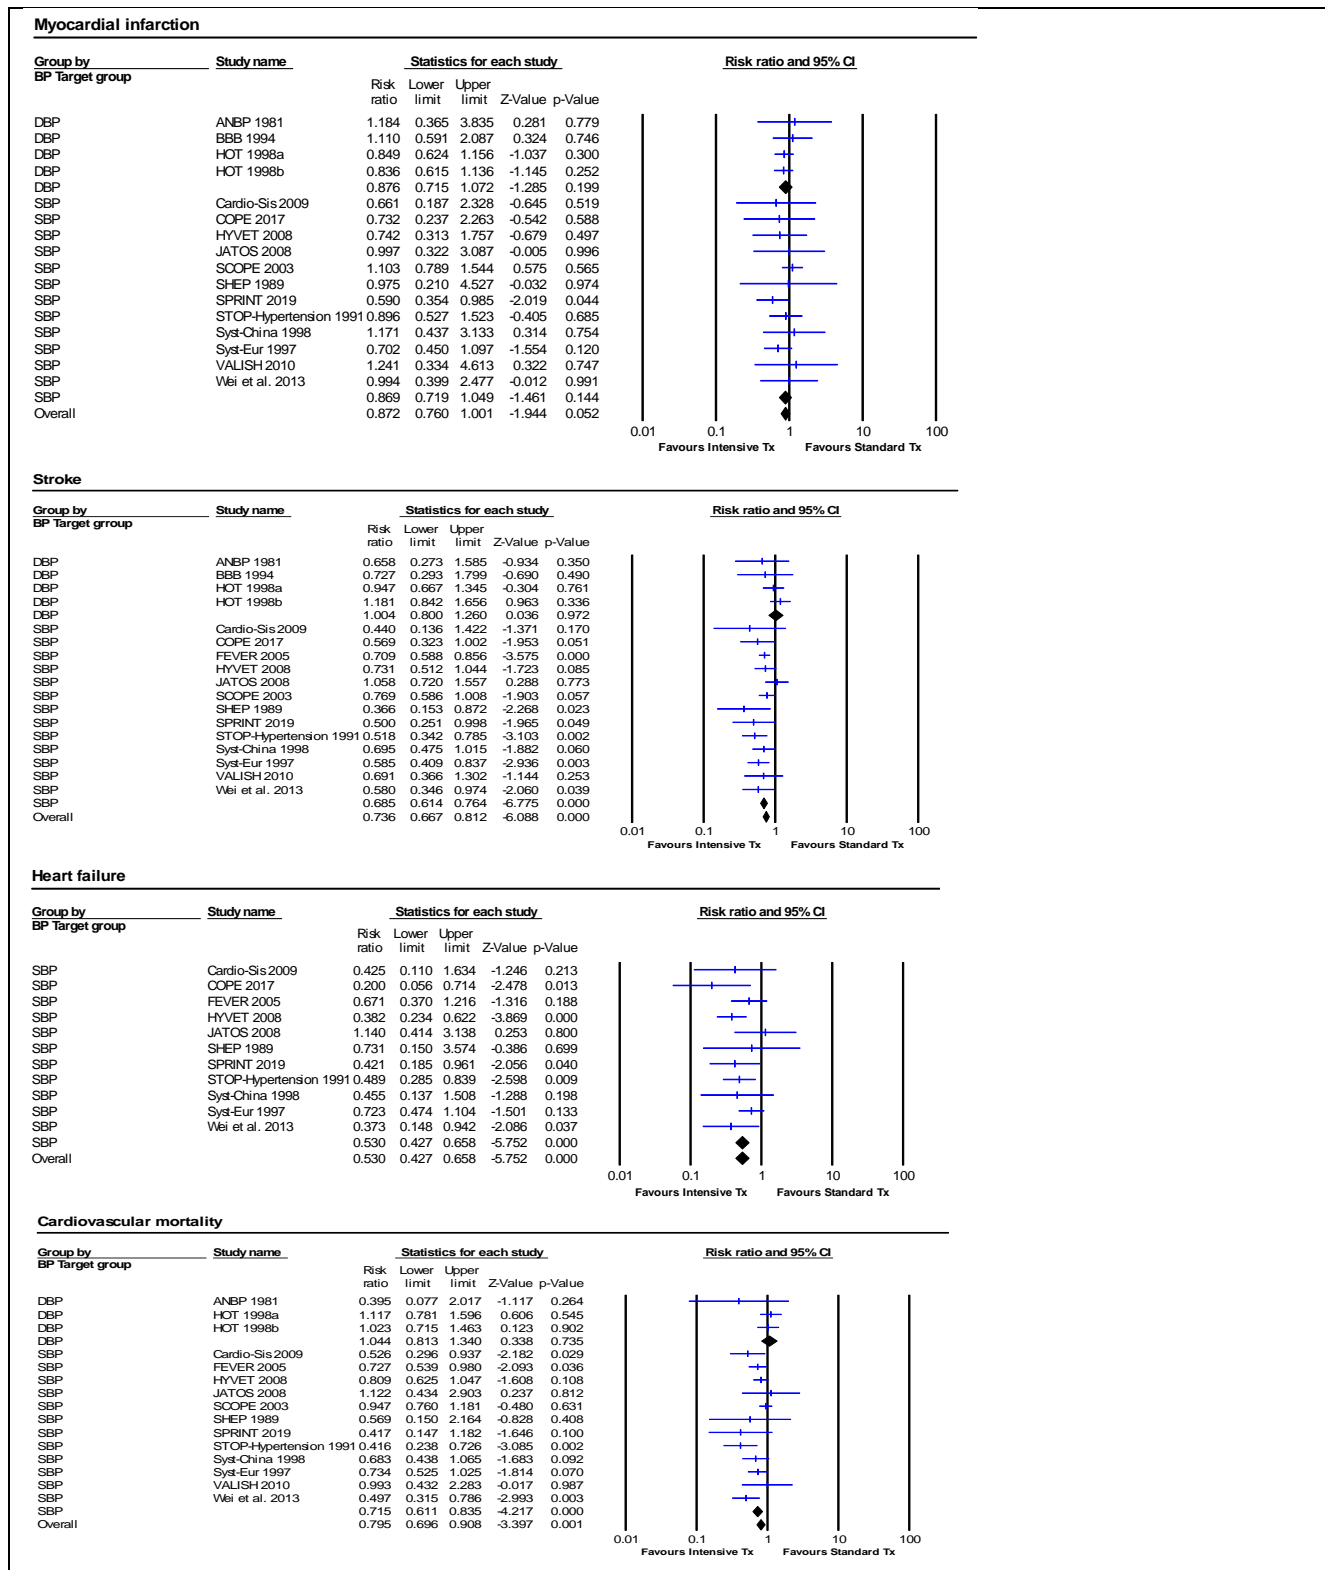 Myocardial infarction
Group by Study name Statistics for each study Risk ratio and 95% CI
BP Target group
Risk Lower Upper
ratio limit limit Z-Value p-Value
DBP ANBP 1981 1.184 0.365 3.835 0.281 0.779
DBP BBB 1994 1.110 0.591 2.087 0.324 0.746
DBP HOT 1998a 0.849 0.624 1.156 -1.037 0.300
DBP HOT 1998b 0.836 0.615 1.136 -1.145 0.252
DBP 0.876 0.715 1.072 -1.285 0.199
SBP Cardio-Sis 2009 0.661 0.187 2.328 -0.645 0.519
SBP COPE 2017 0.732 0.237 2.263 -0.542 0.588
SBP HYVET 2008 0.742 0.313 1.757 -0.679 0.497
SBP JATOS 2008 0.997 0.322 3.087 -0.005 0.996
SBP SCOPE 2003 1.103 0.789 1.544 0.575 0.565
SBP SHEP 1989 0.975 0.210 4.527 -0.032 0.974
SBP SPRINT 2019 0.590 0.354 0.985 -2.019 0.044
SBP STOP-Hypertension 1991 0.896 0.527 1.523 -0.405 0.685
SBP Syst-China 1998 1.171 0.437 3.133 0.314 0.754
SBP Syst-Eur 1997 0.702 0.450 1.097 -1.554 0.120
SBP VALISH 2010 1.241 0.334 4.613 0.322 0.747
SBP Wei et al. 2013 0.994 0.399 2.477 -0.012 0.991
SBP 0.869 0.719 1.049 -1.461 0.144
Overall 0.872 0.760 1.001 -1.944 0.052
0.01 0.1 1 10 100
Favours Intensive Tx Favours Standard Tx
Stroke
Group by Study name Statistics for each study Risk ratio and 95% CI
BP Target grroup
Risk Lower Upper
ratio limit limit Z-Value p-Value
DBP ANBP 1981 0.658 0.273 1.585 -0.934 0.350
DBP BBB 1994 0.727 0.293 1.799 -0.690 0.490
DBP HOT 1998a 0.947 0.667 1.345 -0.304 0.761
DBP HOT 1998b 1.181 0.842 1.656 0.963 0.336
DBP 1.004 0.800 1.260 0.036 0.972
SBP Cardio-Sis 2009 0.440 0.136 1.422 -1.371 0.170
SBP COPE 2017 0.569 0.323 1.002 -1.953 0.051
SBP FEVER 2005 0.709 0.588 0.856 -3.575 0.000
SBP HYVET 2008 0.731 0.512 1.044 -1.723 0.085
SBP JATOS 2008 1.058 0.720 1.557 0.288 0.773
SBP SCOPE 2003 0.769 0.586 1.008 -1.903 0.057
SBP SHEP 1989 0.366 0.153 0.872 -2.268 0.023
SBP SPRINT 2019 0.500 0.251 0.998 -1.965 0.049
SBP STOP-Hypertension 1991 0.518 0.342 0.785 -3.103 0.002
SBP Syst-China 1998 0.695 0.475 1.015 -1.882 0.060
SBP Syst-Eur 1997 0.585 0.409 0.837 -2.936 0.003
SBP VALISH 2010 0.691 0.366 1.302 -1.144 0.253
SBP Wei et al. 2013 0.580 0.346 0.974 -2.060 0.039
SBP 0.685 0.614 0.764 -6.775 0.000
Overall 0.736 0.667 0.812 -6.088 0.000
0.01 0.1 1 10 100
Favours Intensive Tx Favours Standard Tx
Heart failure
Group by Study name Statistics for each study Risk ratio and 95% CI
BP Target group
Risk Lower Upper
ratio limit limit Z-Value p-Value
SBP Cardio-Sis 2009 0.425 0.110 1.634 -1.246 0.213
SBP COPE 2017 0.200 0.056 0.714 -2.478 0.013
SBP FEVER 2005 0.671 0.370 1.216 -1.316 0.188
SBP HYVET 2008 0.382 0.234 0.622 -3.869 0.000
SBP JATOS 2008 1.140 0.414 3.138 0.253 0.800
SBP SHEP 1989 0.731 0.150 3.574 -0.386 0.699
SBP SPRINT 2019 0.421 0.185 0.961 -2.056 0.040
SBP STOP-Hypertension 1991 0.489 0.285 0.839 -2.598 0.009
SBP Syst-China 1998 0.455 0.137 1.508 -1.288 0.198
SBP Syst-Eur 1997 0.723 0.474 1.104 -1.501 0.133
SBP Wei et al. 2013 0.373 0.148 0.942 -2.086 0.037
SBP 0.530 0.427 0.658 -5.752 0.000
Overall 0.530 0.427 0.658 -5.752 0.000
0.01 0.1 1 10 100
Favours Intensive Tx Favours Standard Tx
Cardiovascular mortality
Group by Study name Statistics for each study Risk ratio and 95% CI
BP Target group
Risk Lower Upper
ratio limit limit Z-Value p-Value
DBP ANBP 1981 0.395 0.077 2.017 -1.117 0.264
DBP HOT 1998a 1.117 0.781 1.596 0.606 0.545
DBP HOT 1998b 1.023 0.715 1.463 0.123 0.902
DBP 1.044 0.813 1.340 0.338 0.735
SBP Cardio-Sis 2009 0.526 0.296 0.937 -2.182 0.029
SBP FEVER 2005 0.727 0.539 0.980 -2.093 0.036
SBP HYVET 2008 0.809 0.625 1.047 -1.608 0.108
SBP JATOS 2008 1.122 0.434 2.903 0.237 0.812
SBP SCOPE 2003 0.947 0.760 1.181 -0.480 0.631
SBP SHEP 1989 0.569 0.150 2.164 -0.828 0.408
SBP SPRINT 2019 0.417 0.147 1.182 -1.646 0.100
SBP STOP-Hypertension 1991 0.416 0.238 0.726 -3.085 0.002
SBP Syst-China 1998 0.683 0.438 1.065 -1.683 0.092
SBP Syst-Eur 1997 0.734 0.525 1.025 -1.814 0.070
SBP VALISH 2010 0.993 0.432 2.283 -0.017 0.987
SBP Wei et al. 2013 0.497 0.315 0.786 -2.993 0.003
SBP 0.715 0.611 0.835 -4.217 0.000
Overall 0.795 0.696 0.908 -3.397 0.001
0.01 0.1 1 10 100
Favours Intensive Tx Favours Standard Tx